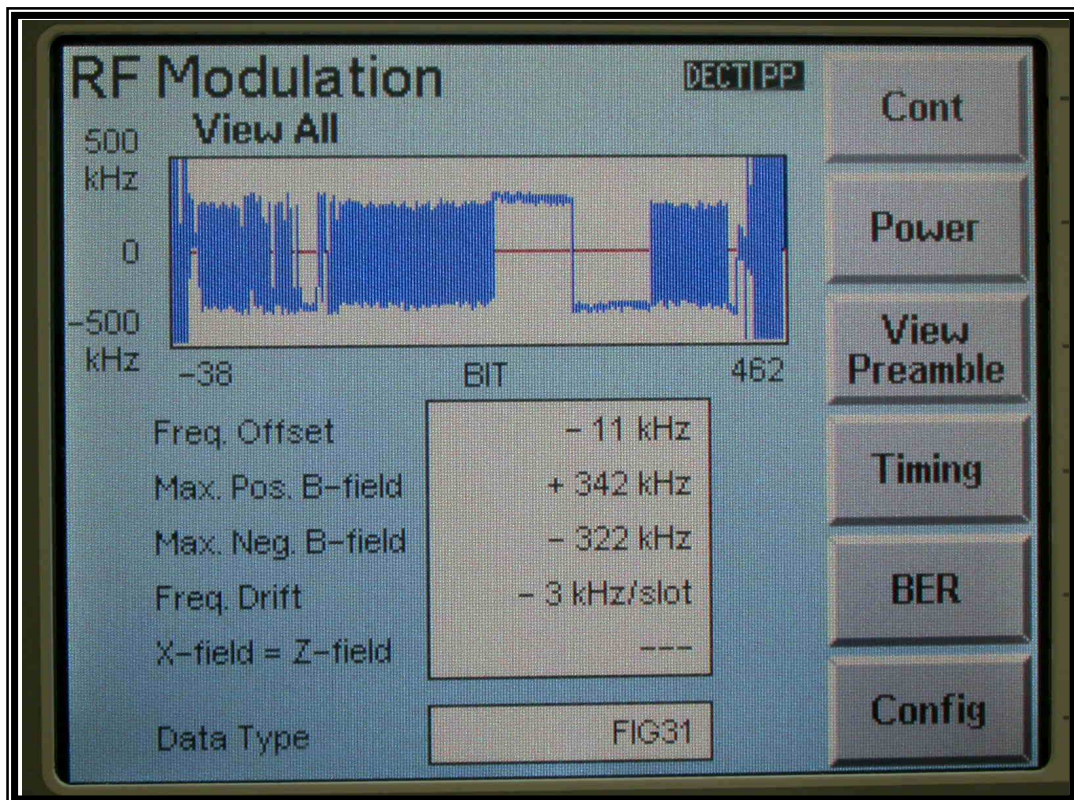 RF Modulation
DECT PP
View All
500
kHz
0
-500
kHz
-38
BIT
462
Freq. Offset
- 11 kHz
Max. Pos. B-field
+ 342 kHz
Max. Neg. B-field
- 322 kHz
Freq. Drift
- 3 kHz/slot
X-field = Z-field
---
Data Type
FIG31
Cont
Power
View
Preamble
Timing
BER
Config